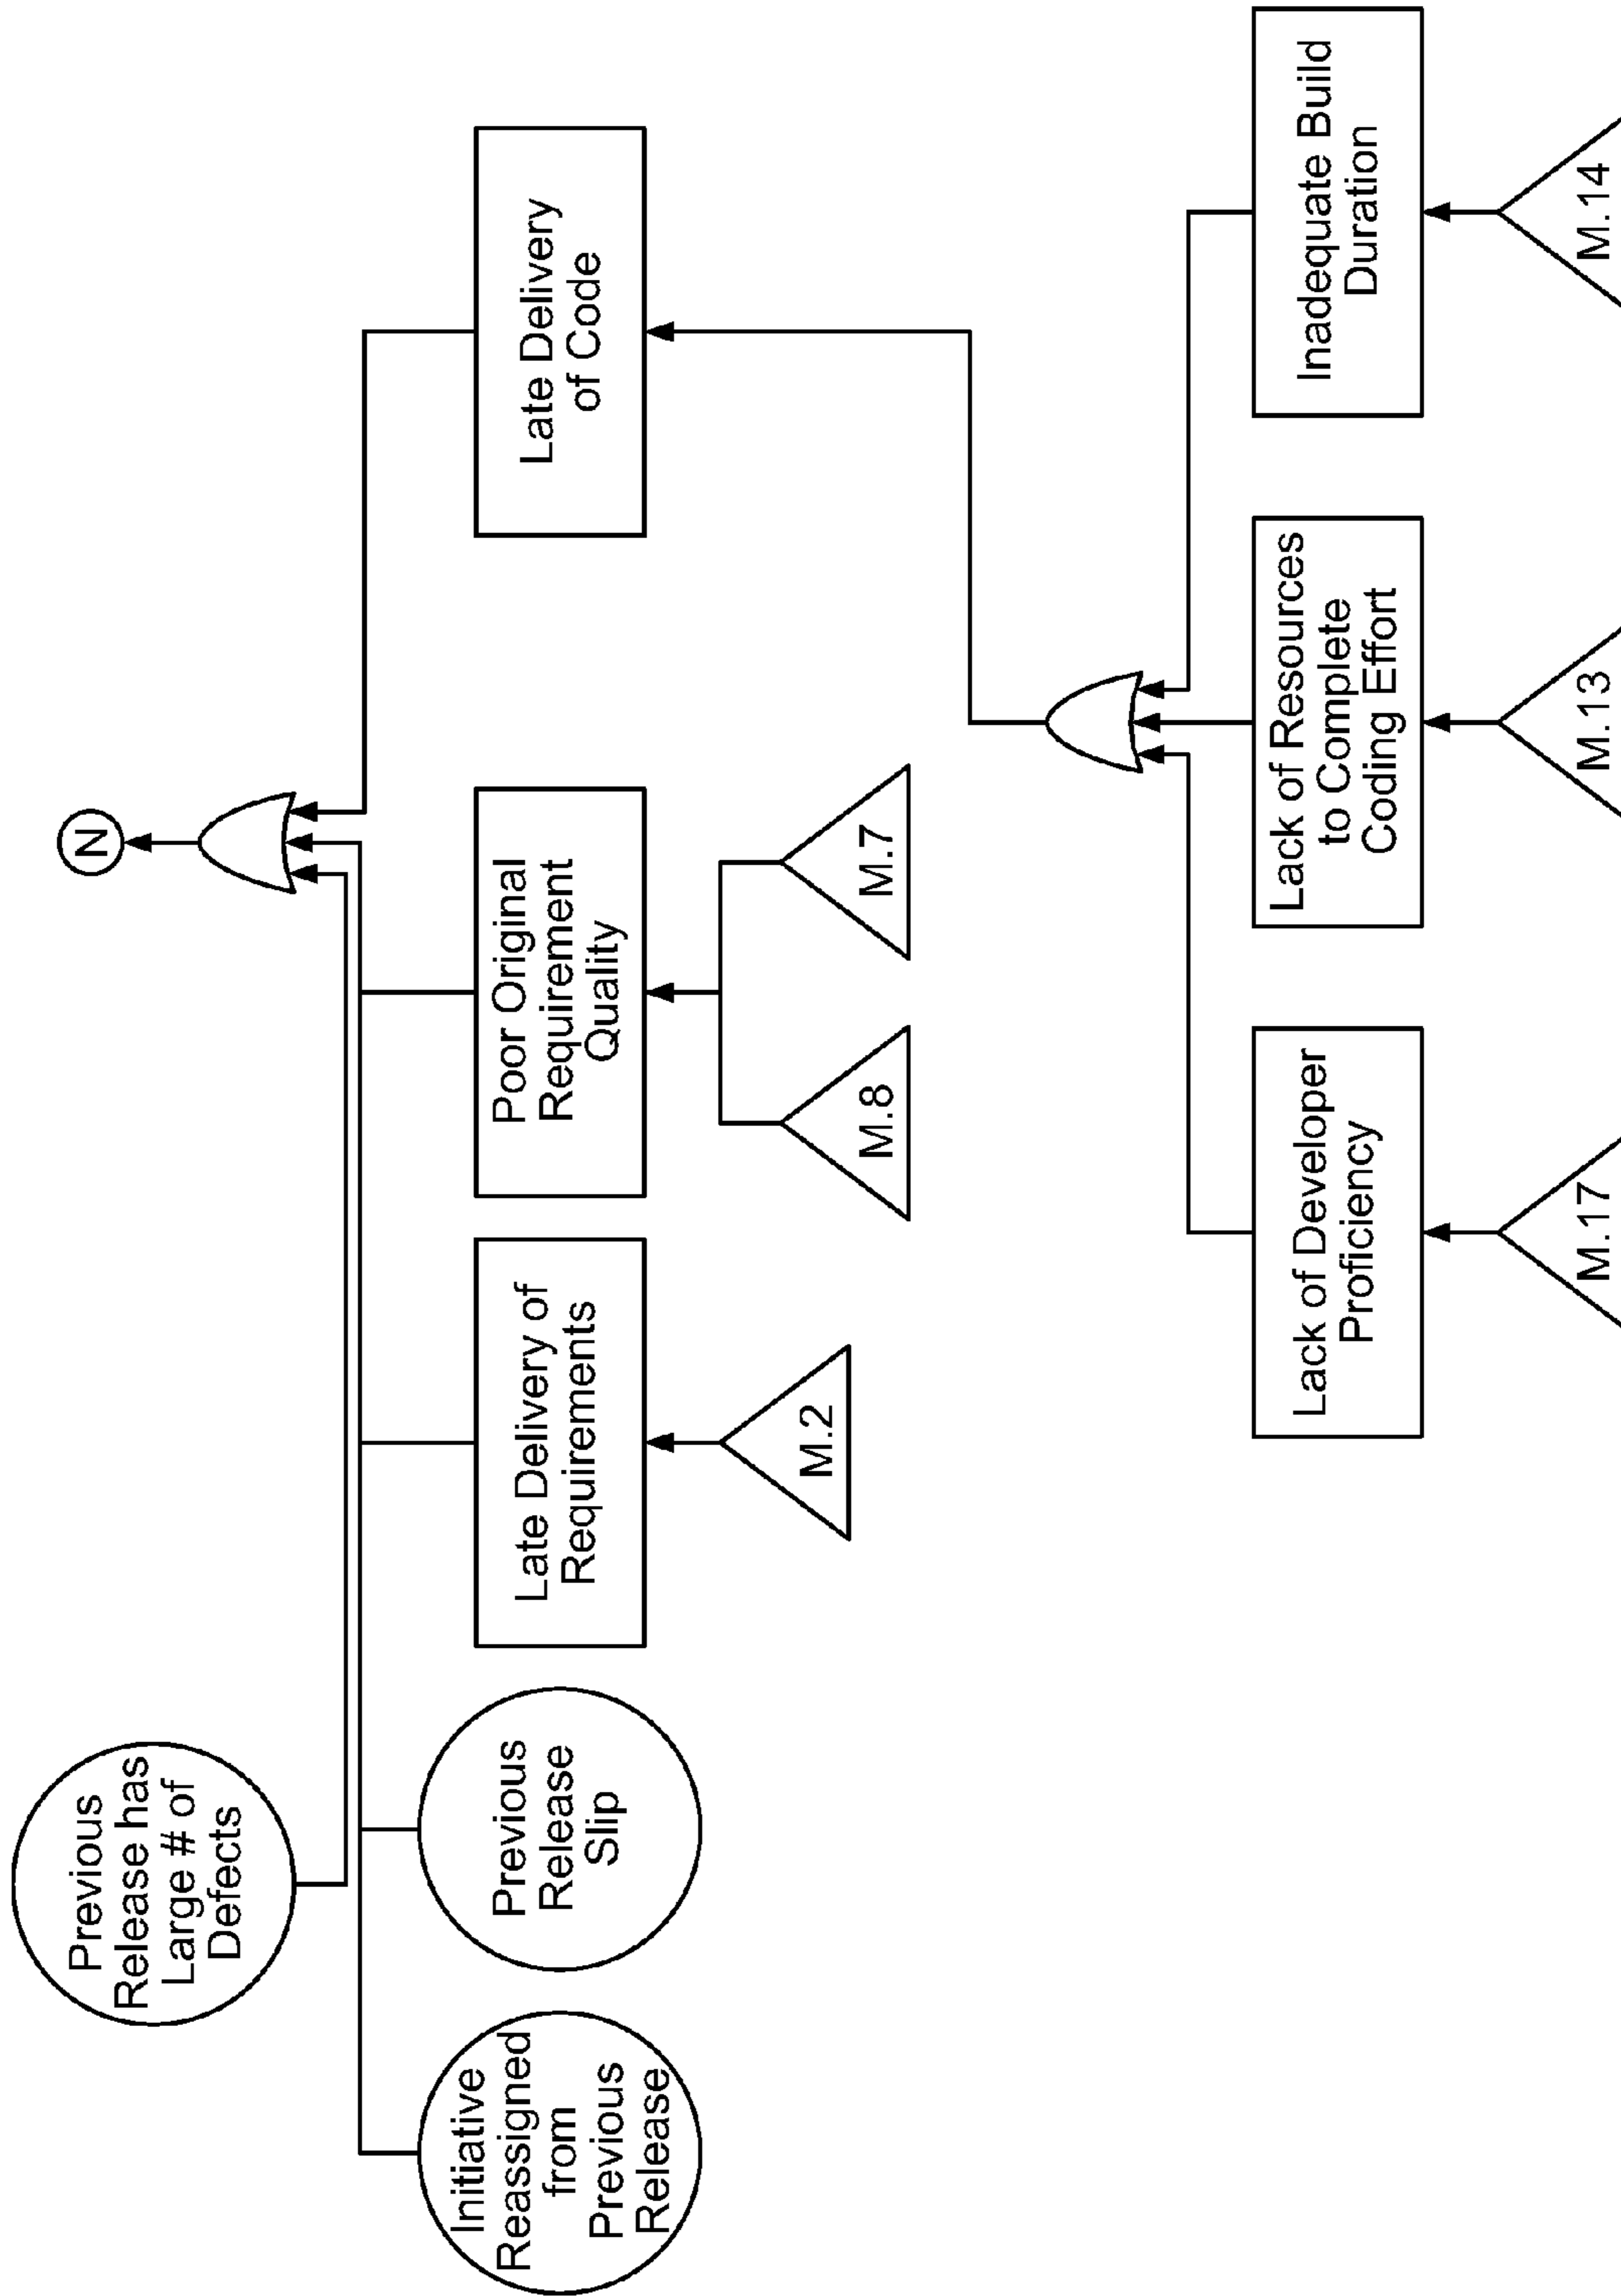 N
Previous
Release has
Large # of
Defects
Initiative
Reassigned
from
Previous
Release
Previous
Release
Slip
Late Delivery of
Requirements
Poor Original
Requirement
Quality
Late Delivery
of Code
M.2
M.8
M.7
Lack of Developer
Proficiency
Lack of Resources
to Complete
Coding Effort
Inadequate Build
Duration
M.17
M.13
M.14